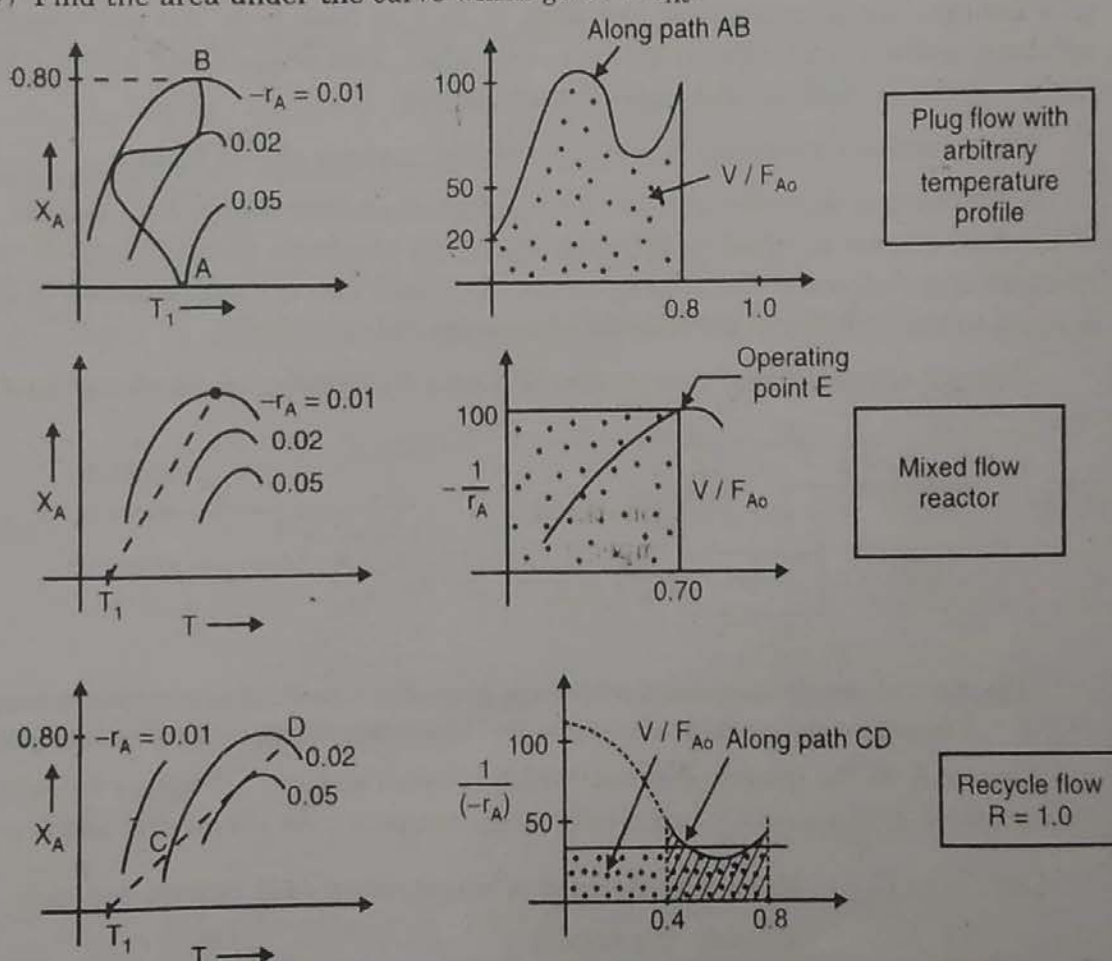 Find the area under the curve
Along path AB
B
0.80
-rA = 0.01
0.02
0.05
XA
A
T1
100
50
20
V / FAo
0.8
1.0
Plug flow with
arbitrary
temperature
profile
-rA = 0.01
0.02
0.05
XA
T1
T
Operating
point E
100
- 1
rA
V / FAo
0.70
Mixed flow
reactor
0.80
-rA = 0.01
D
0.02
0.05
XA
C
T1
T
100
50
1
(-rA)
V / FAo Along path CD
0.4
0.8
Recycle flow
R = 1.0